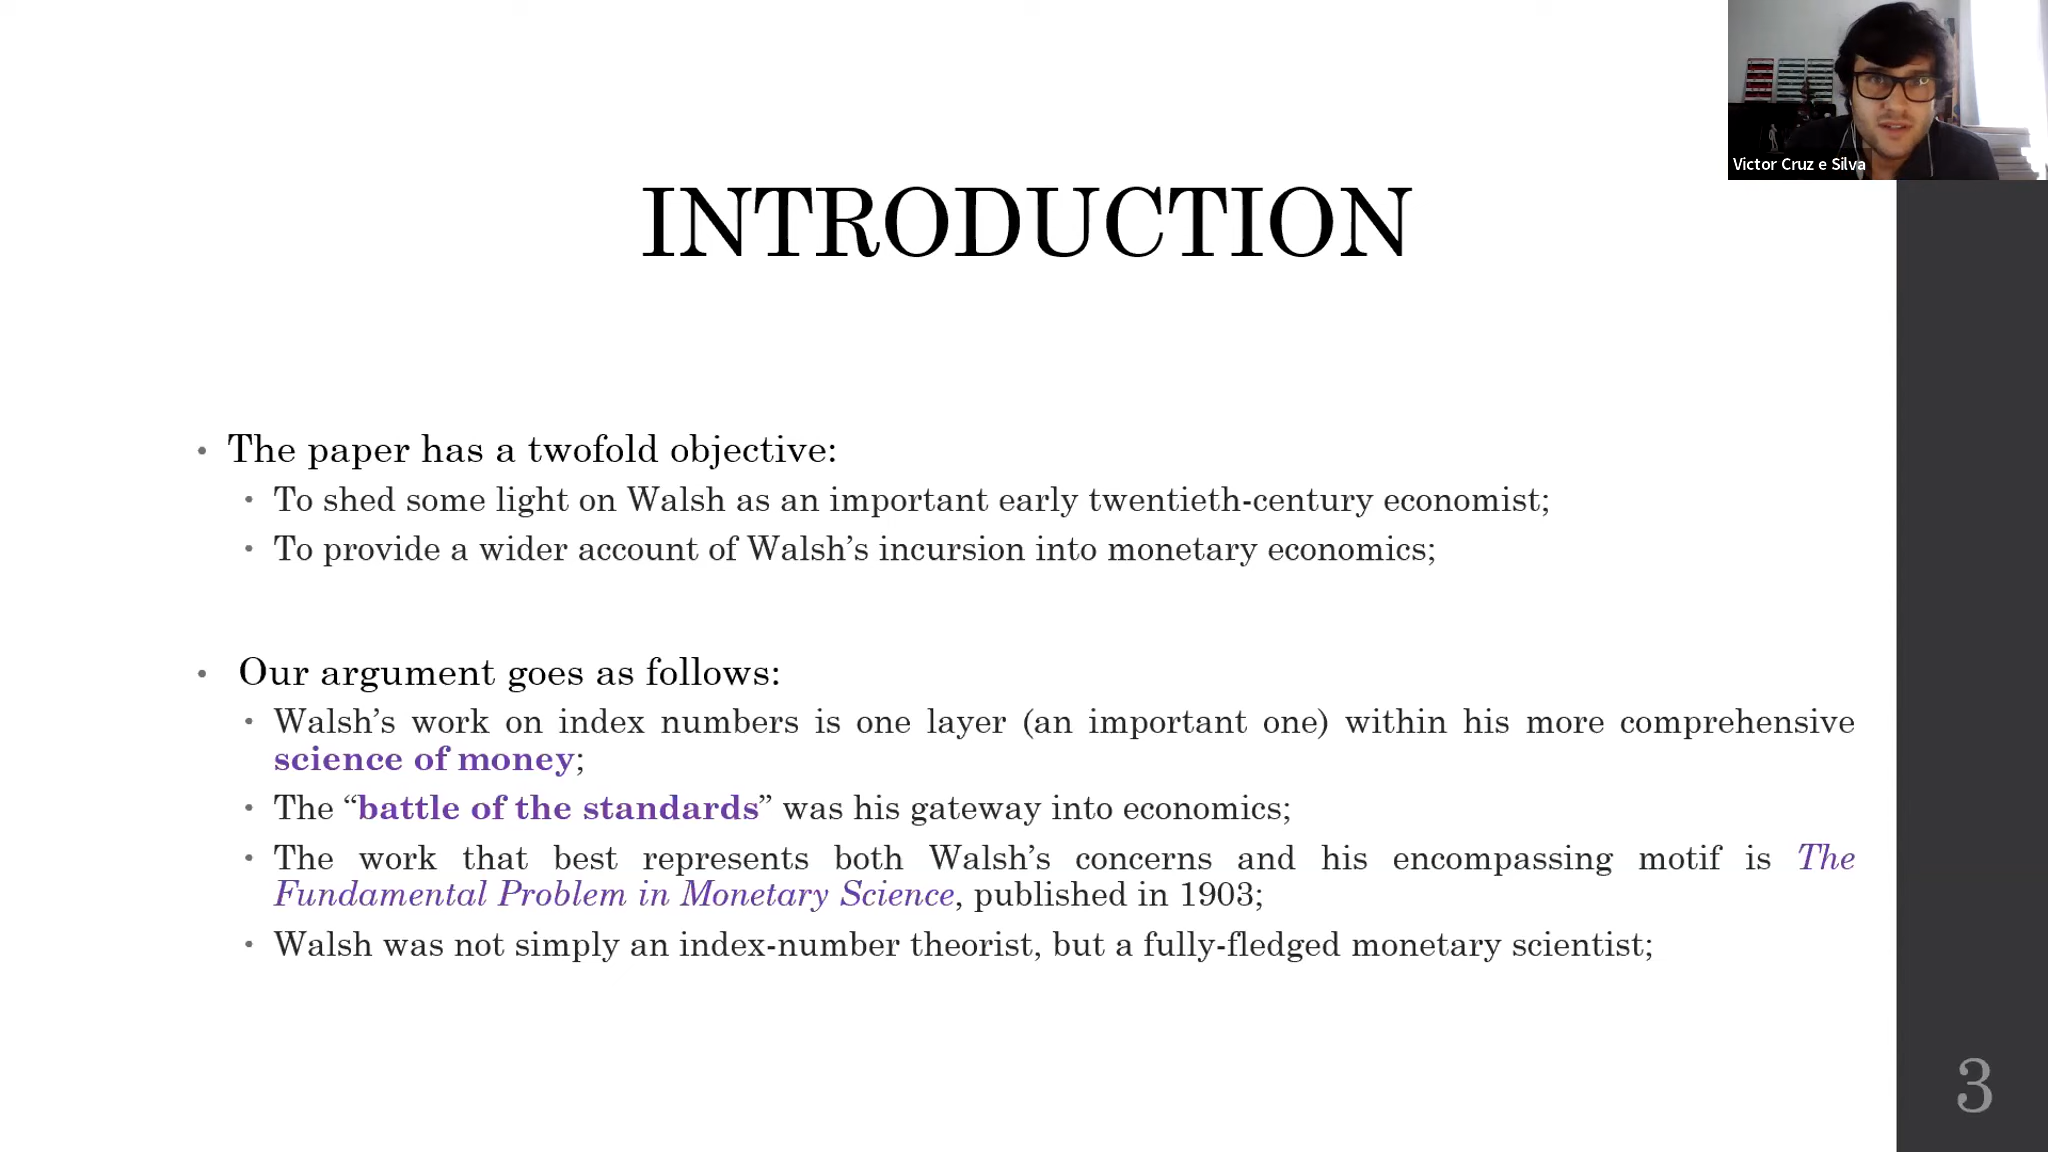 Victor Cruz e Silva
INTRODUCTION
• The paper has a twofold objective:
• To shed some light on Walsh as an important early twentieth-century economist;
• To provide a wider account of Walsh’s incursion into monetary economics;
• Our argument goes as follows:
• Walsh’s work on index numbers is one layer (an important one) within his more comprehensive
science of money;
• The “battle of the standards” was his gateway into economics;
• The work that best represents both Walsh’s concerns and his encompassing motif is The
Fundamental Problem in Monetary Science, published in 1903;
• Walsh was not simply an index-number theorist, but a fully-fledged monetary scientist;
3